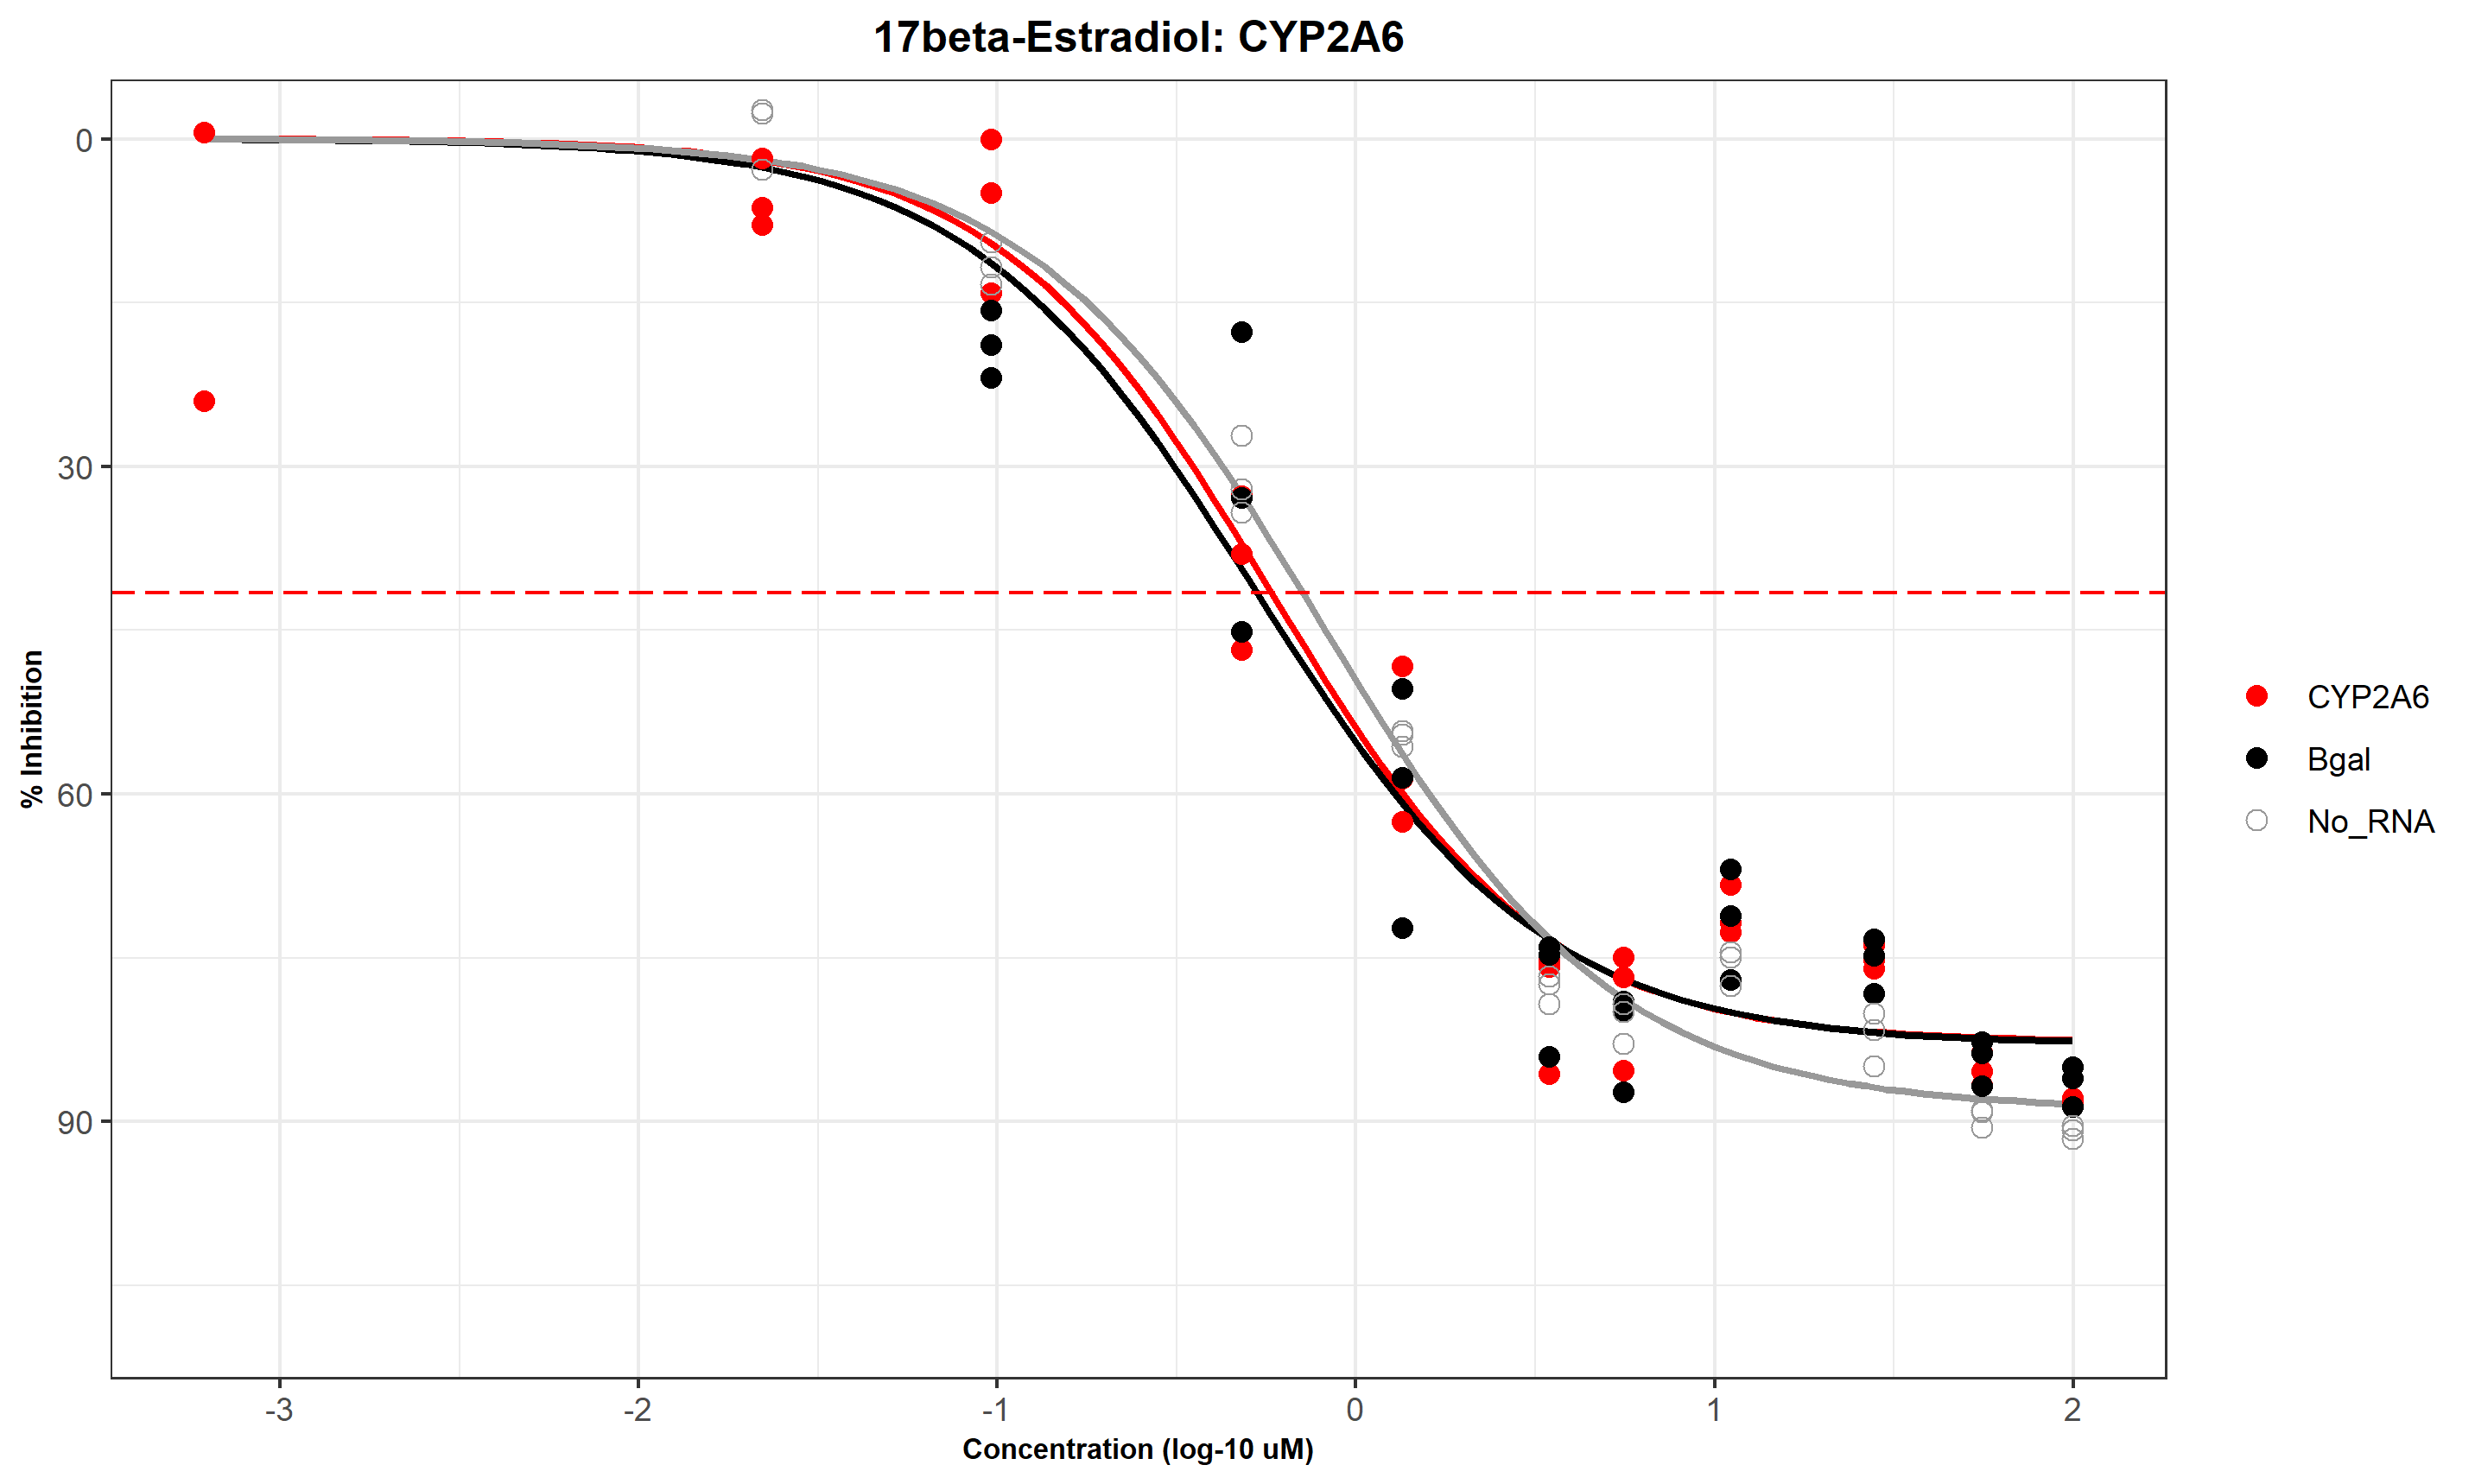 17beta-Estradiol: CYP2A6
0
30
60
90
% Inhibition
-3 -2 -1 0 1 2
Concentration (log-10 uM)
CYP2A6
Bgal
No_RNA